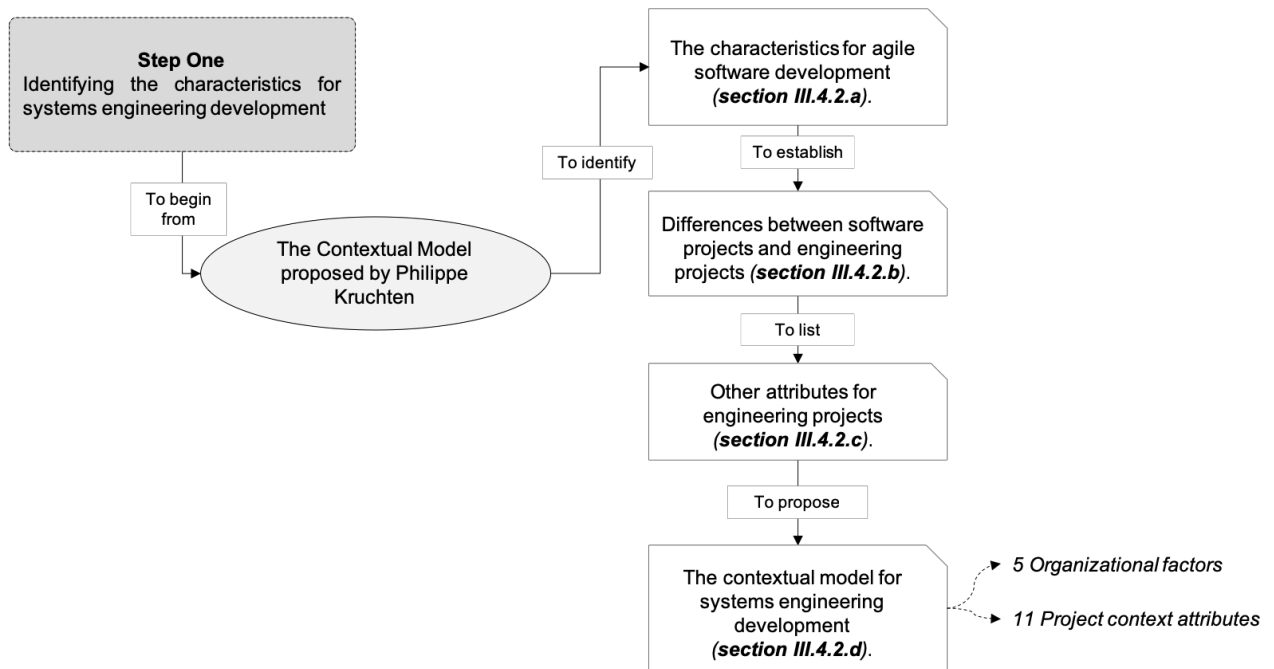 Step One
Identifying the characteristics for
systems engineering development
To begin
from
The Contextual Model
proposed by Philippe
Kruchten
To identify
The characteristics for agile
software development
(section III.4.2.a).
To establish
Differences between software
projects and engineering
projects (section III.4.2.b).
To list
Other attributes for
engineering projects
(section III.4.2.c).
To propose
The contextual model for
systems engineering
development
(section III.4.2.d).
5 Organizational factors
11 Project context attributes